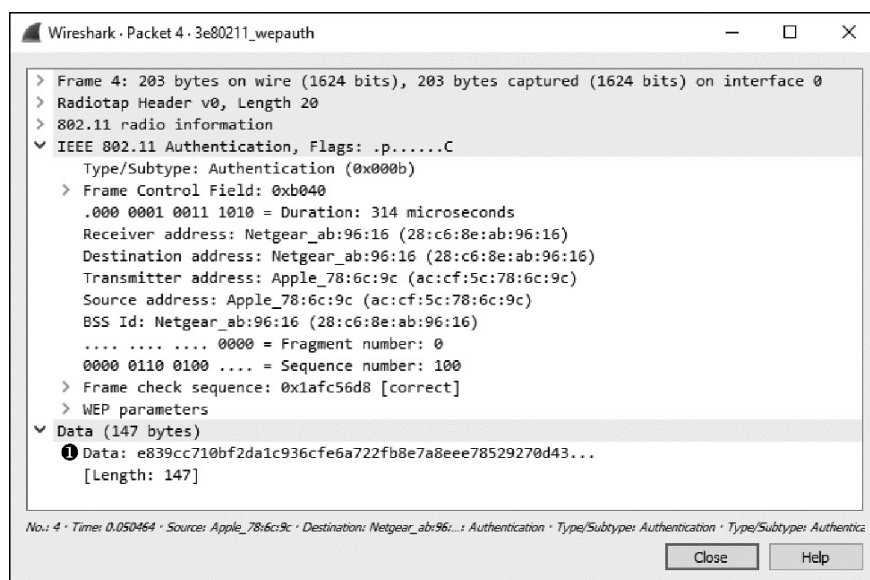 Wireshark · Packet 4 · 3e80211_wepauth
> Frame 4: 203 bytes on wire (1624 bits), 203 bytes captured (1624 bits) on interface 0
> Radiotap Header v0, Length 20
> 802.11 radio information
IEEE 802.11 Authentication, Flags: .p......C
Type/Subtype: Authentication (0x000b)
> Frame Control Field: 0xb040
.000 0001 0011 1010 = Duration: 314 microseconds
Receiver address: Netgear_ab:96:16 (28:c6:8e:ab:96:16)
Destination address: Netgear_ab:96:16 (28:c6:8e:ab:96:16)
Transmitter address: Apple_78:6c:9c (ac:cf:5c:78:6c:9c)
Source address: Apple_78:6c:9c (ac:cf:5c:78:6c:9c)
BSS Id: Netgear_ab:96:16 (28:c6:8e:ab:96:16)
.... .... .... 0000 = Fragment number: 0
0000 0110 0100 .... = Sequence number: 100
> Frame check sequence: 0x1afc56d8 [correct]
> WEP parameters
Data (147 bytes)
❶ Data: e839cc710bf2da1c936cfe6a722fb8e7a8eee78529270d43...
[Length: 147]
No.: 4 · Time: 0.050464 · Source: Apple_78:6c:9c · Destination: Netgear_ab:96:...: Authentication · Type/Subtype: Authentication · Type/Subtype: Authentica
Close
Help